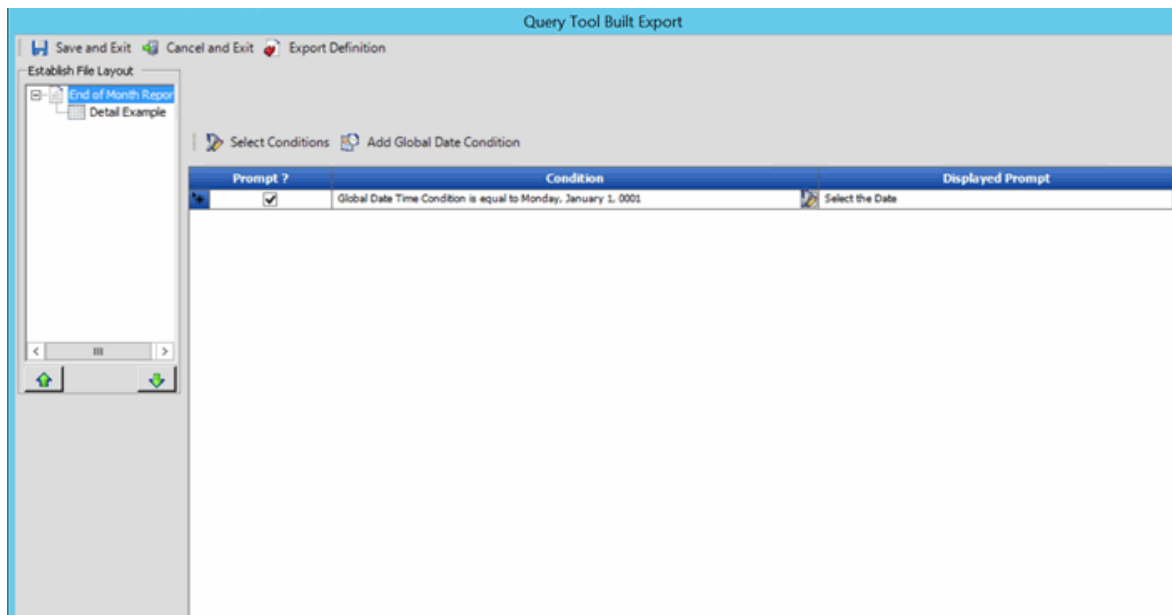 Query Tool Built Export
Save and Exit Cancel and Exit Export Definition
Establish File Layout
End of Month Repor
Detail Example
Select Conditions Add Global Date Condition
Prompt ? Condition Displayed Prompt
Global Date Time Condition is equal to Monday, January 1, 0001 Select the Date